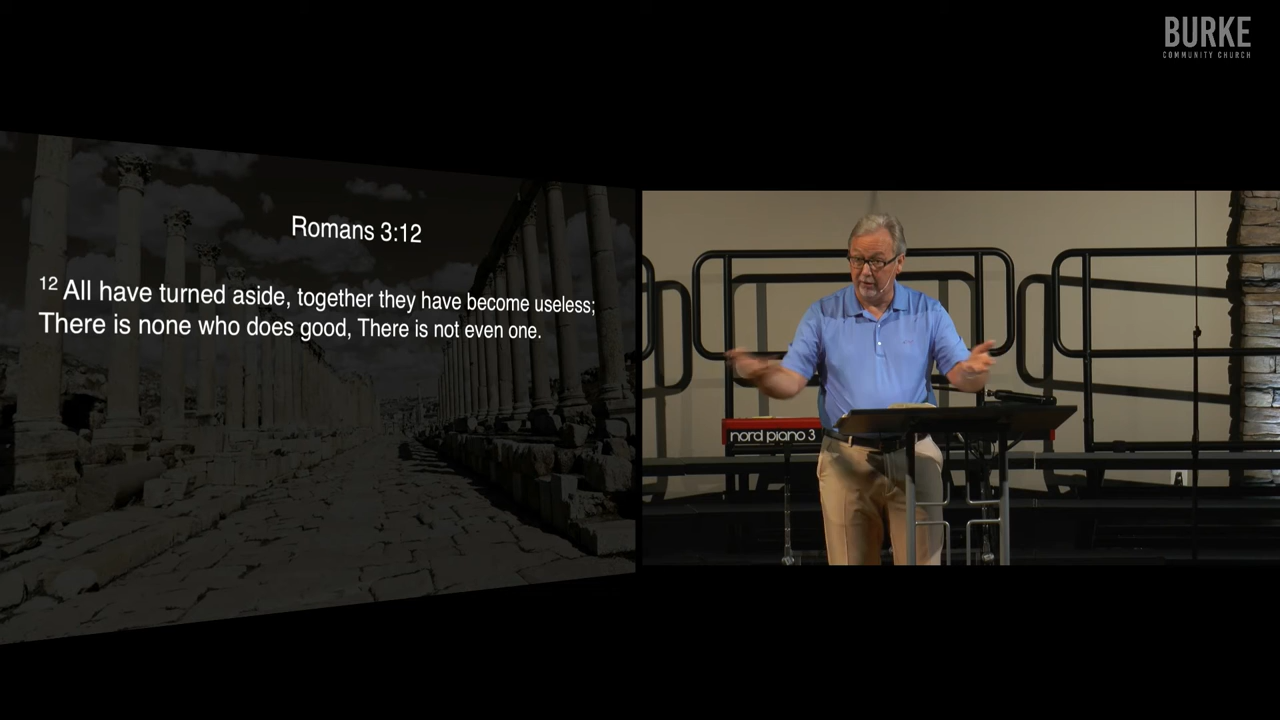 BURKE
COMMUNITY CHURCH
Romans 3:12
12 All have turned aside, together they have become useless;
There is none who does good, There is not even one.
nord piano 3